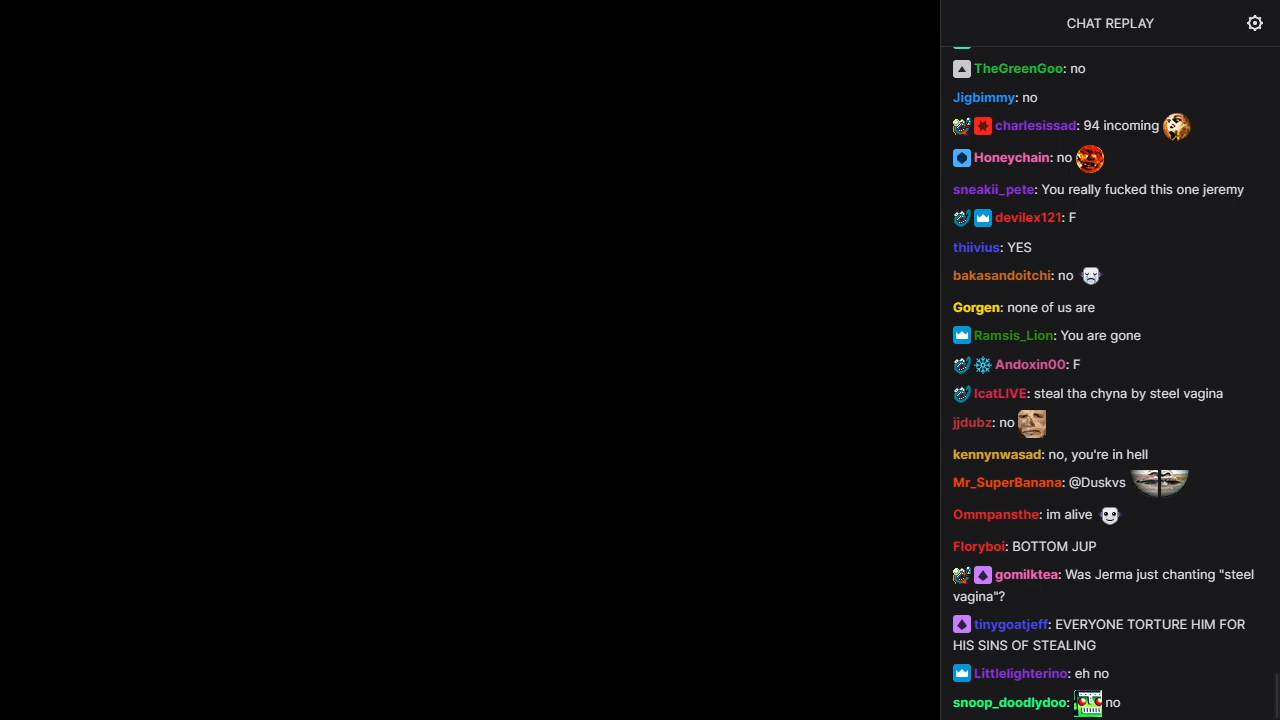 CHAT REPLAY
TheGreenGoo: no
Jigbimmy: no
charlesissad: 94 incoming
Honeychain: no
sneakii_pete: You really fucked this one jeremy
devilex121: F
thiivius: YES
bakasandoitchi: no
Gorgen: none of us are
Ramsis_Lion: You are gone
Andoxin00: F
IcatLIVE: steal tha chyna by steel vagina
jjdubz: no
kennynwasad: no, you're in hell
Mr_SuperBanana: @Duskvs
Ommpansthe: im alive
Floryboi: BOTTOM JUP
gomilktea: Was Jerma just chanting "steel
vagina"?
tinygoatjeff: EVERYONE TORTURE HIM FOR
HIS SINS OF STEALING
Littlelighterino: eh no
snoop_doodlydoo: no